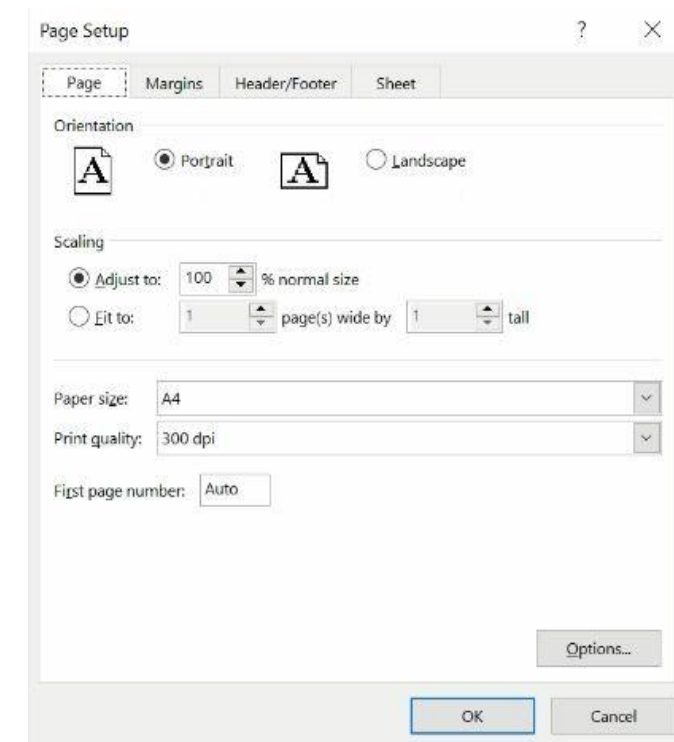 Page Setup ? ×
Page Margins Header/Footer Sheet
Orientation
A Portrait A Landscape
Scaling
Adjust to: 100 % normal size
Fit to: 1 page(s) wide by 1 tall
Paper size: A4
Print quality: 300 dpi
First page number: Auto
Options...
OK Cancel